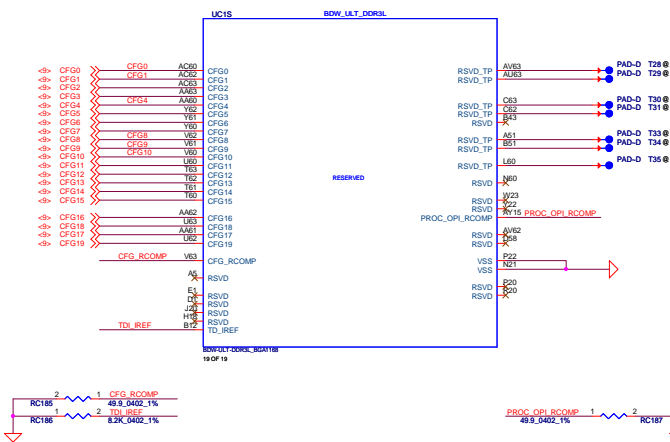 UC1S
BDW_ULT_DDR3L
<9> CFG0 CFG0 AC60 CFG0
<9> CFG1 CFG1 AC62 CFG1
<9> CFG2 AC63 CFG2
<9> CFG3 AA63 CFG3
<9> CFG4 CFG4 AA60 CFG4
<9> CFG5 Y62 CFG5
<9> CFG6 Y61 CFG6
<9> CFG7 Y60 CFG7
<9> CFG8 CFG8 V62 CFG8
<9> CFG9 CFG9 V61 CFG9
<9> CFG10 CFG10 V60 CFG10
<9> CFG11 U60 CFG11
<9> CFG12 T63 CFG12
<9> CFG13 T62 CFG13
<9> CFG14 T61 CFG14
<9> CFG15 T60 CFG15
<9> CFG16 AA62 CFG16
<9> CFG18 U63 CFG18
<9> CFG17 AA61 CFG17
<9> CFG19 U62 CFG19
CFG_RCOMP V63 CFG_RCOMP
A5 RSVD
E1 RSVD
D1 RSVD
J20 RSVD
H18 RSVD
TDI_IREF B12 TD_IREF
RESERVED
RSVD_TP AV63 PAD~D T28@
RSVD_TP AU63 PAD~D T29@
RSVD_TP C63 PAD~D T30@
RSVD_TP C62 PAD~D T31@
RSVD B43
RSVD_TP A51 PAD~D T33@
RSVD_TP B51 PAD~D T34@
RSVD_TP L60 PAD~D T35@
RSVD N60
RSVD W23
RSVD Y22
PROC_OPI_RCOMP AY15 PROC_OPI_RCOMP
RSVD AV62
RSVD D58
VSS P22
VSS N21
RSVD P20
RSVD R20
BDW-ULT-DDR3L_BGA1168
19 OF 19
RC185 2 1 CFG_RCOMP
49.9_0402_1%
RC186 1 2 TDI_IREF
8.2K_0402_1%
PROC_OPI_RCOMP 1 2 RC187
49.9_0402_1%